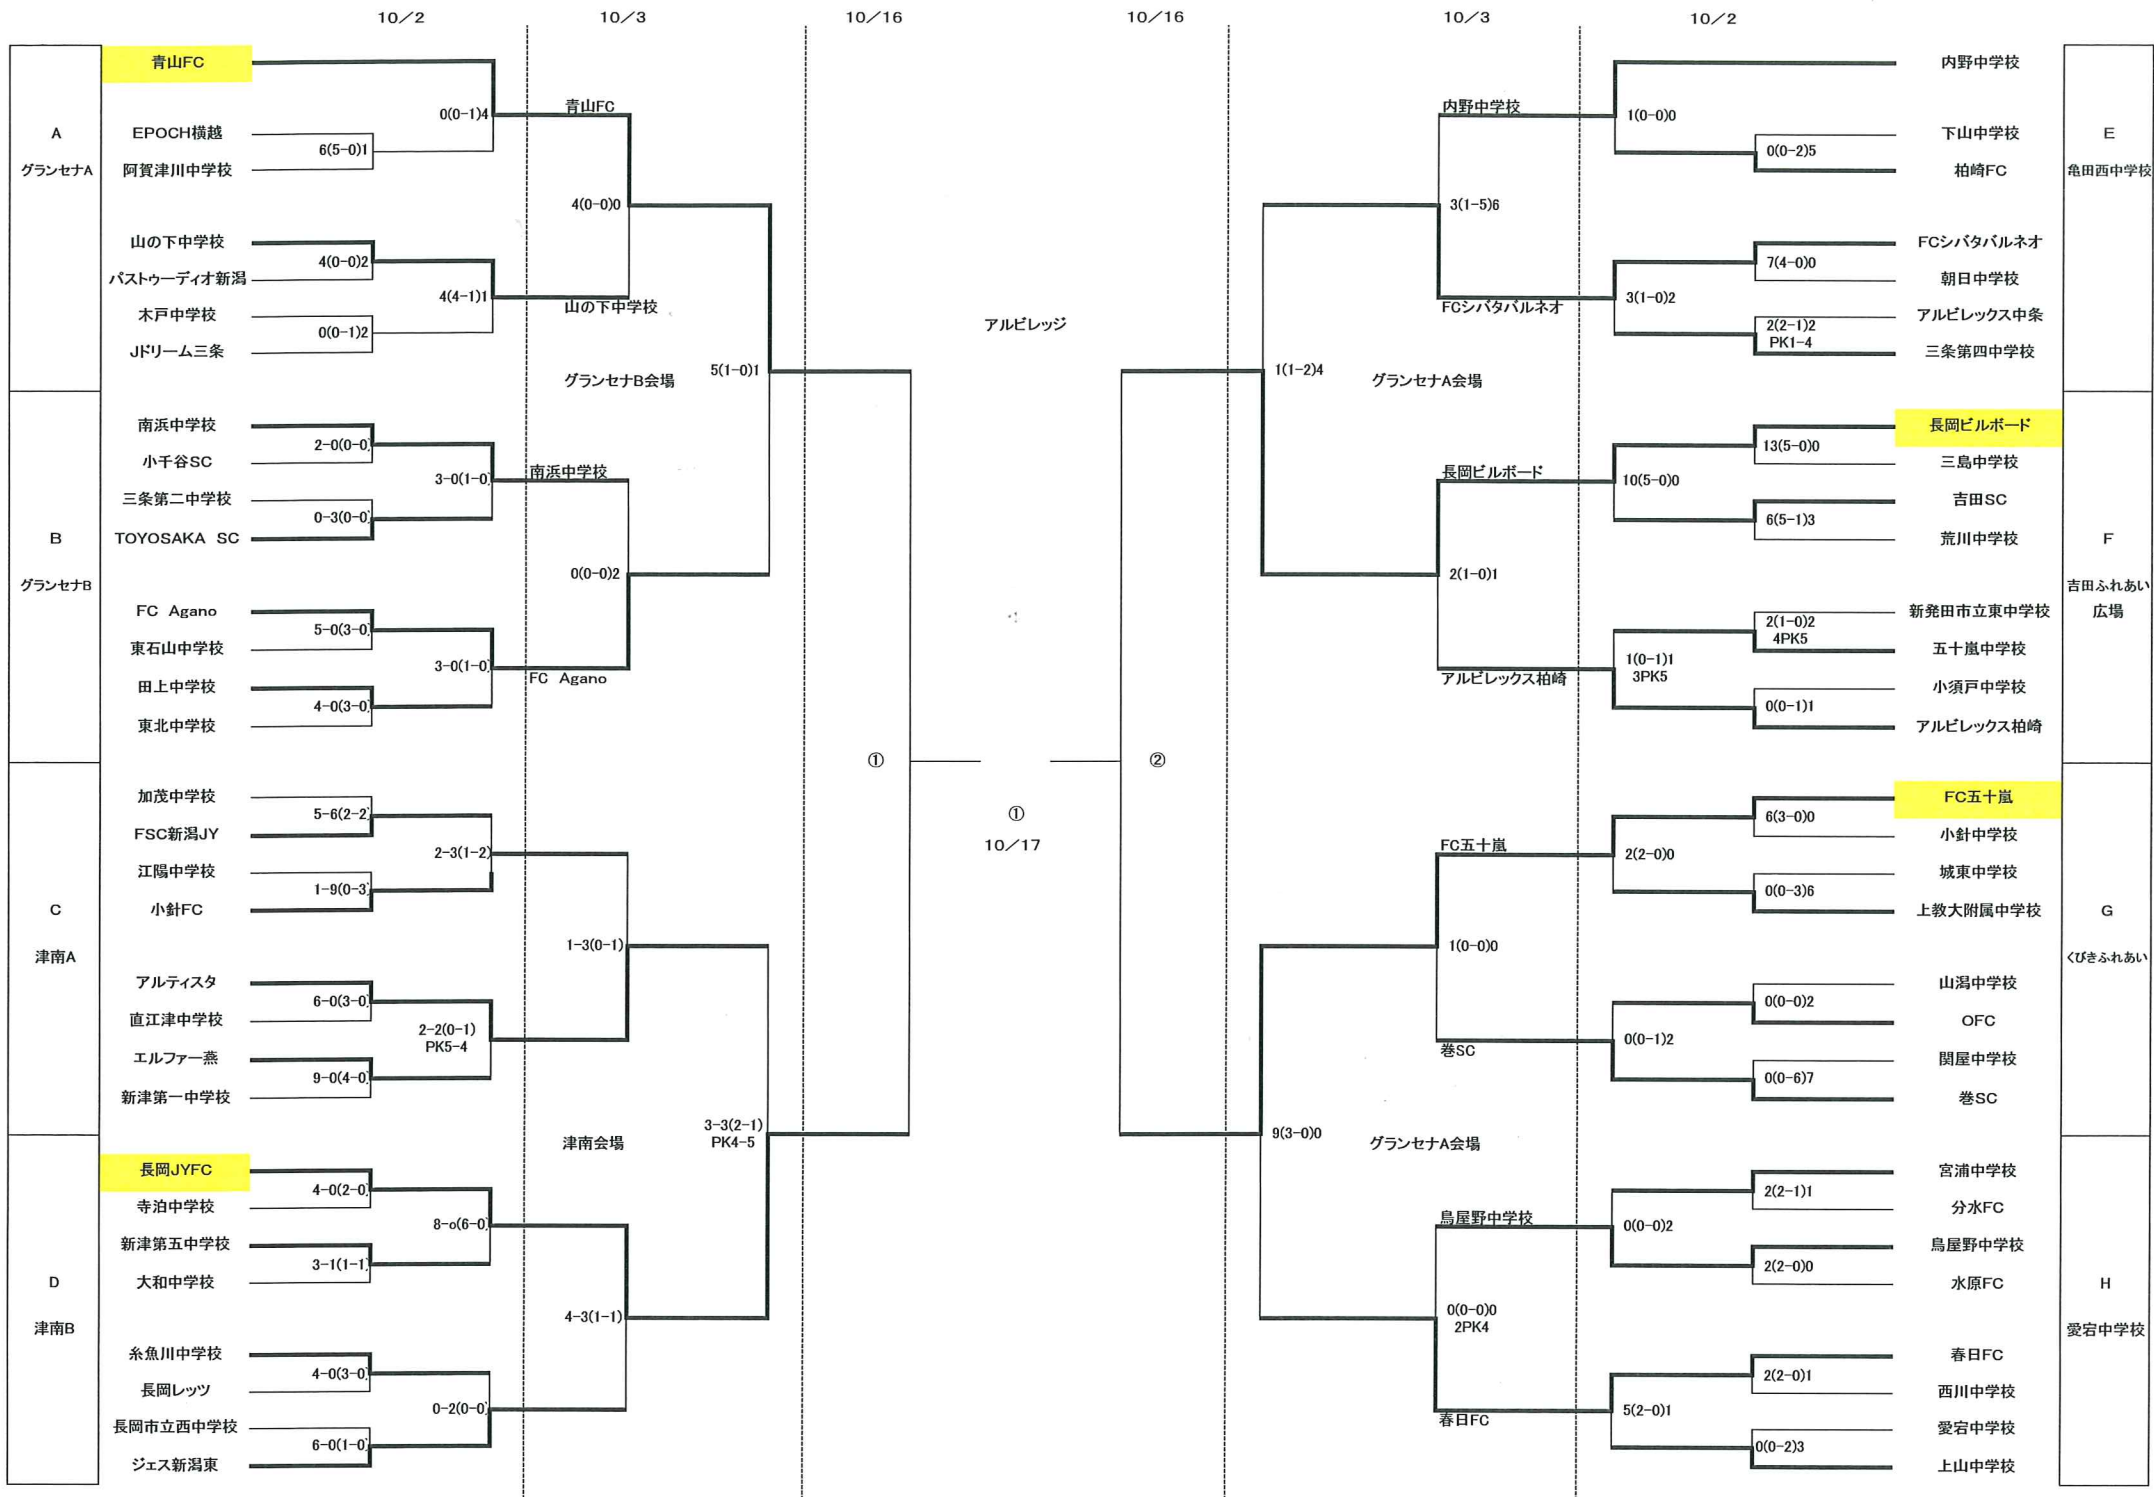 10/2
10/3
10/16
10/16
10/3
10/2
A
グランセナA
B
グランセナB
C
津南A
D
津南B
青山FC
EPOCH横越
阿賀津川中学校
山の下中学校
パストゥーディオ新潟
木戸中学校
Jドリーム三条
南浜中学校
小千谷SC
三条第二中学校
TOYOSAKA SC
FC Agano
東石山中学校
田上中学校
東北中学校
加茂中学校
FSC新潟JY
江陽中学校
小針FC
アルティスタ
直江津中学校
エルファー燕
新津第一中学校
長岡JYFC
寺泊中学校
新津第五中学校
大和中学校
糸魚川中学校
長岡レッツ
長岡市立西中学校
ジェス新潟東
6(5-0)1
4(0-0)2
0(0-1)2
2-0(0-0)
0-3(0-0)
5-0(3-0)
4-0(3-0)
5-6(2-2)
1-9(0-3)
6-0(3-0)
9-0(4-0)
4-0(2-0)
3-1(1-1)
4-0(3-0)
6-0(1-0)
0(0-1)4
4(4-1)1
3-0(1-0)
3-0(1-0)
2-3(1-2)
2-2(0-1)
PK5-4
8-o(6-0)
0-2(0-0)
青山FC
4(0-0)0
山の下中学校
グランセナB会場
南浜中学校
0(0-0)2
FC Agano
1-3(0-1)
津南会場
4-3(1-1)
5(1-0)1
3-3(2-1)
PK4-5
アルビレッジ
①
②
①
10/17
1(1-2)4
9(3-0)0
内野中学校
3(1-5)6
FCシバタバルネオ
グランセナA会場
長岡ビルボード
2(1-0)1
アルビレックス柏崎
FC五十嵐
1(0-0)0
巻SC
グランセナA会場
鳥屋野中学校
0(0-0)0
2PK4
春日FC
1(0-0)0
3(1-0)2
10(5-0)0
1(0-1)1
3PK5
2(2-0)0
0(0-1)2
0(0-0)2
5(2-0)1
0(0-2)5
7(4-0)0
2(2-1)2
PK1-4
13(5-0)0
6(5-1)3
2(1-0)2
4PK5
0(0-1)1
6(3-0)0
0(0-3)6
0(0-0)2
0(0-6)7
2(2-1)1
2(2-0)0
2(2-0)1
0(0-2)3
内野中学校
下山中学校
柏崎FC
FCシバタバルネオ
朝日中学校
アルビレックス中条
三条第四中学校
長岡ビルボード
三島中学校
吉田SC
荒川中学校
新発田市立東中学校
五十嵐中学校
小須戸中学校
アルビレックス柏崎
FC五十嵐
小針中学校
城東中学校
上教大附属中学校
山潟中学校
OFC
関屋中学校
巻SC
宮浦中学校
分水FC
鳥屋野中学校
水原FC
春日FC
西川中学校
愛宕中学校
上山中学校
E
亀田西中学校
F
吉田ふれあい
広場
G
くびきふれあい
H
愛宕中学校